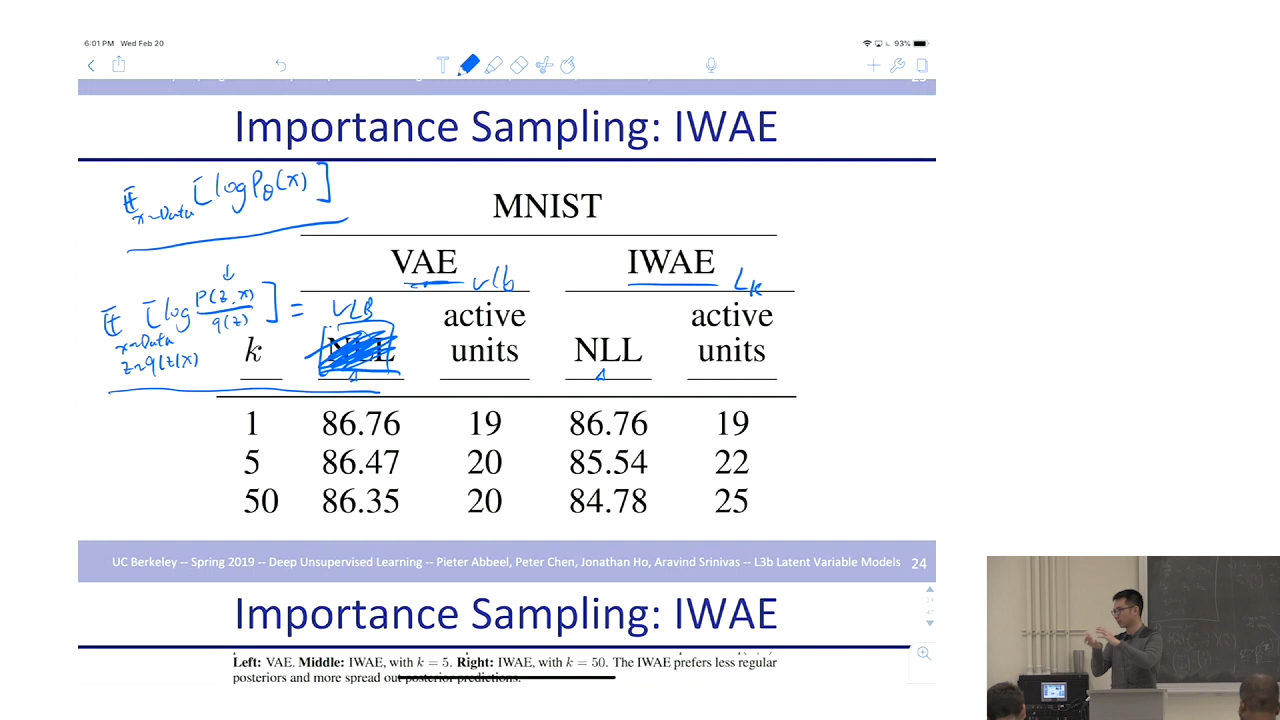 6:01 PM Wed Feb 20
93%
T
Importance Sampling: IWAE
𝔼 x~Data [log Pθ(x)]
MNIST
VAE IWAE
vlb Lk
𝔼 x~Data z~q(z|x) [log P(z,x)/q(z)] = VLB
active active
k NLL units NLL units
1 86.76 19 86.76 19
5 86.47 20 85.54 22
50 86.35 20 84.78 25
UC Berkeley -- Spring 2019 -- Deep Unsupervised Learning -- Pieter Abbeel, Peter Chen, Jonathan Ho, Aravind Srinivas -- L3b Latent Variable Models 24
24
47
Importance Sampling: IWAE
Left: VAE. Middle: IWAE, with k = 5. Right: IWAE, with k = 50. The IWAE prefers less regular
posteriors and more spread out posterior predictions.